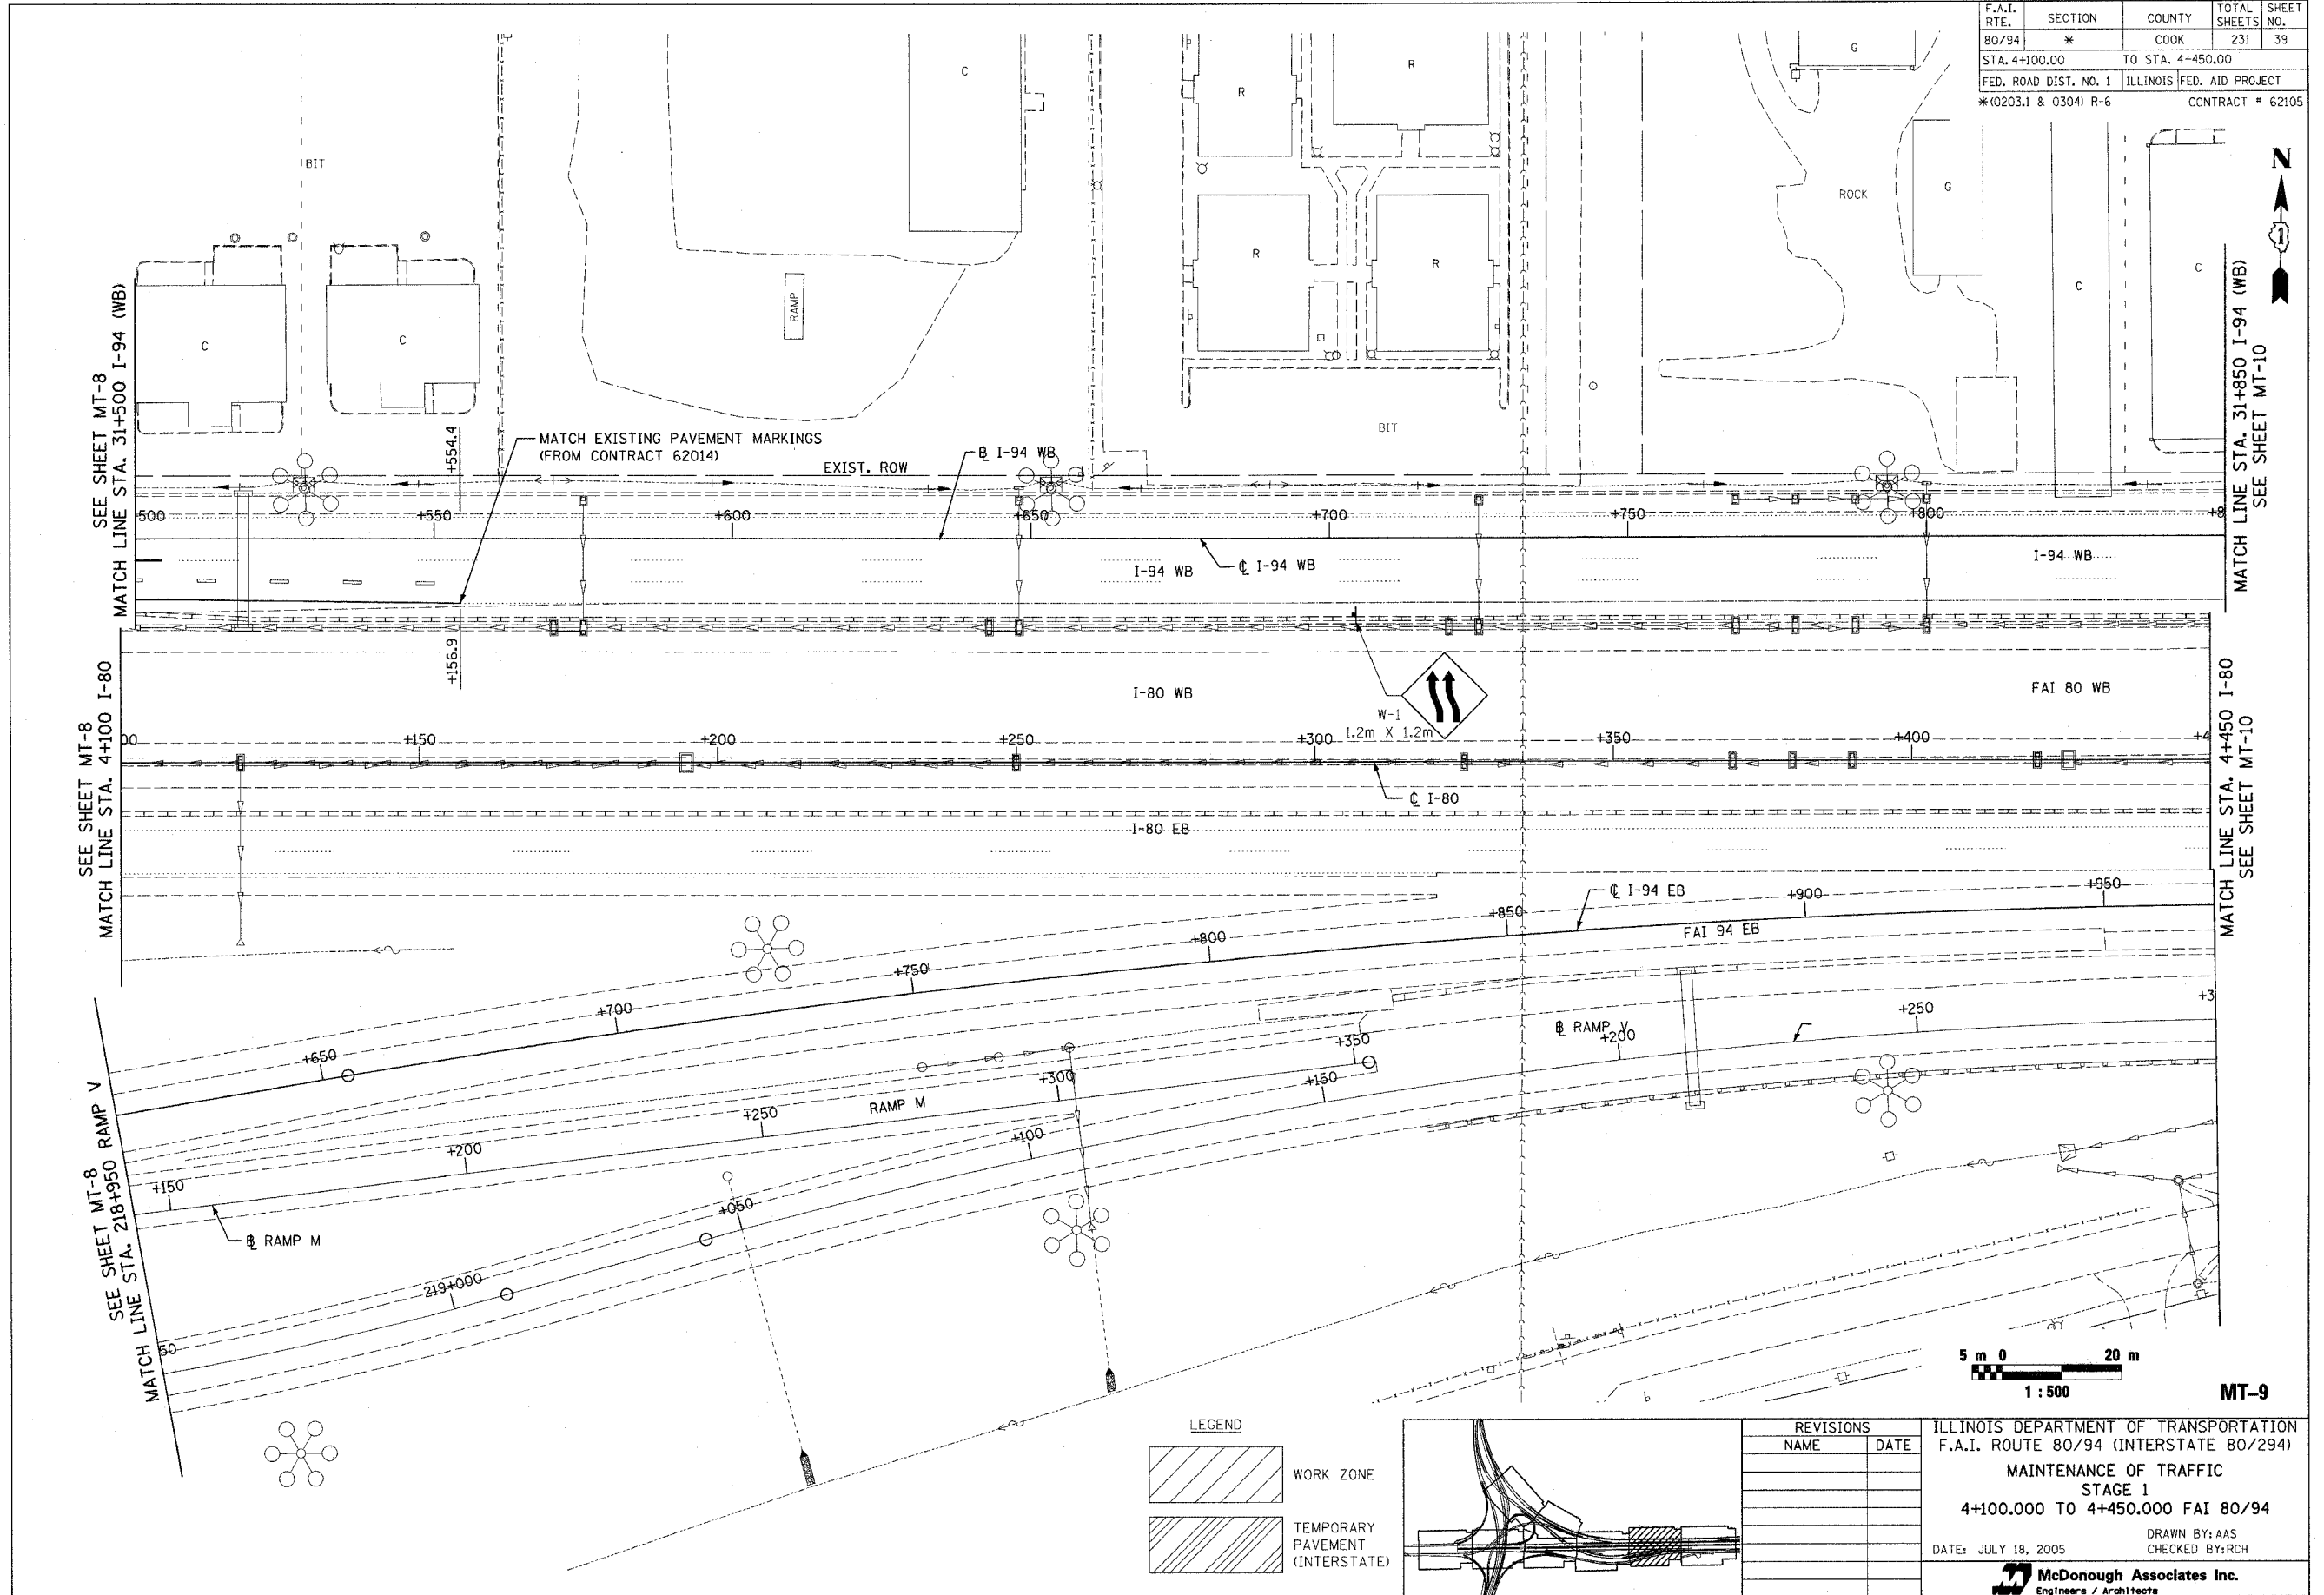 F.A.I. RTE. SECTION COUNTY TOTAL SHEETS SHEET NO.
80/94 * COOK 231 39
STA. 4+100.00 TO STA. 4+450.00
FED. ROAD DIST. NO. 1 ILLINOIS FED. AID PROJECT
*(0203.1 & 0304) R-6 CONTRACT # 62105
N
1
C
R
R
G
BIT
ROCK
G
R
R
C
C
RAMP
C
C
BIT
SEE SHEET MT-8
MATCH LINE STA. 31+500 I-94 (WB)
MATCH LINE STA. 31+850 I-94 (WB)
SEE SHEET MT-10
+554.4
MATCH EXISTING PAVEMENT MARKINGS
(FROM CONTRACT 62014)
EXIST. ROW
℄ I-94 WB
500 +550 +600 +650 +700 +750 +800 +8
I-94 WB
℄ I-94 WB
I-94 WB
+156.9
SEE SHEET MT-8
MATCH LINE STA. 4+100 I-80
MATCH LINE STA. 4+450 I-80
SEE SHEET MT-10
I-80 WB
FAI 80 WB
W-1
1.2m X 1.2m
00 +150 +200 +250 +300 +350 +400 +4
℄ I-80
I-80 EB
℄ I-94 EB
FAI 94 EB
+650 +700 +750 +800 +850 +900 +950
RAMP M
+150 +200 +250 +300 +350
℄ RAMP M
℄ RAMP V
50 219+000 +050 +100 +150 +200 +250 +3
SEE SHEET MT-8
MATCH LINE STA. 218+950 RAMP V
5 m 0 20 m
1 : 500
MT-9
LEGEND
WORK ZONE
TEMPORARY
PAVEMENT
(INTERSTATE)
REVISIONS
NAME DATE
ILLINOIS DEPARTMENT OF TRANSPORTATION
F.A.I. ROUTE 80/94 (INTERSTATE 80/294)
MAINTENANCE OF TRAFFIC
STAGE 1
4+100.000 TO 4+450.000 FAI 80/94
DRAWN BY: AAS
DATE: JULY 18, 2005 CHECKED BY: RCH
McDonough Associates Inc.
Engineers / Architects